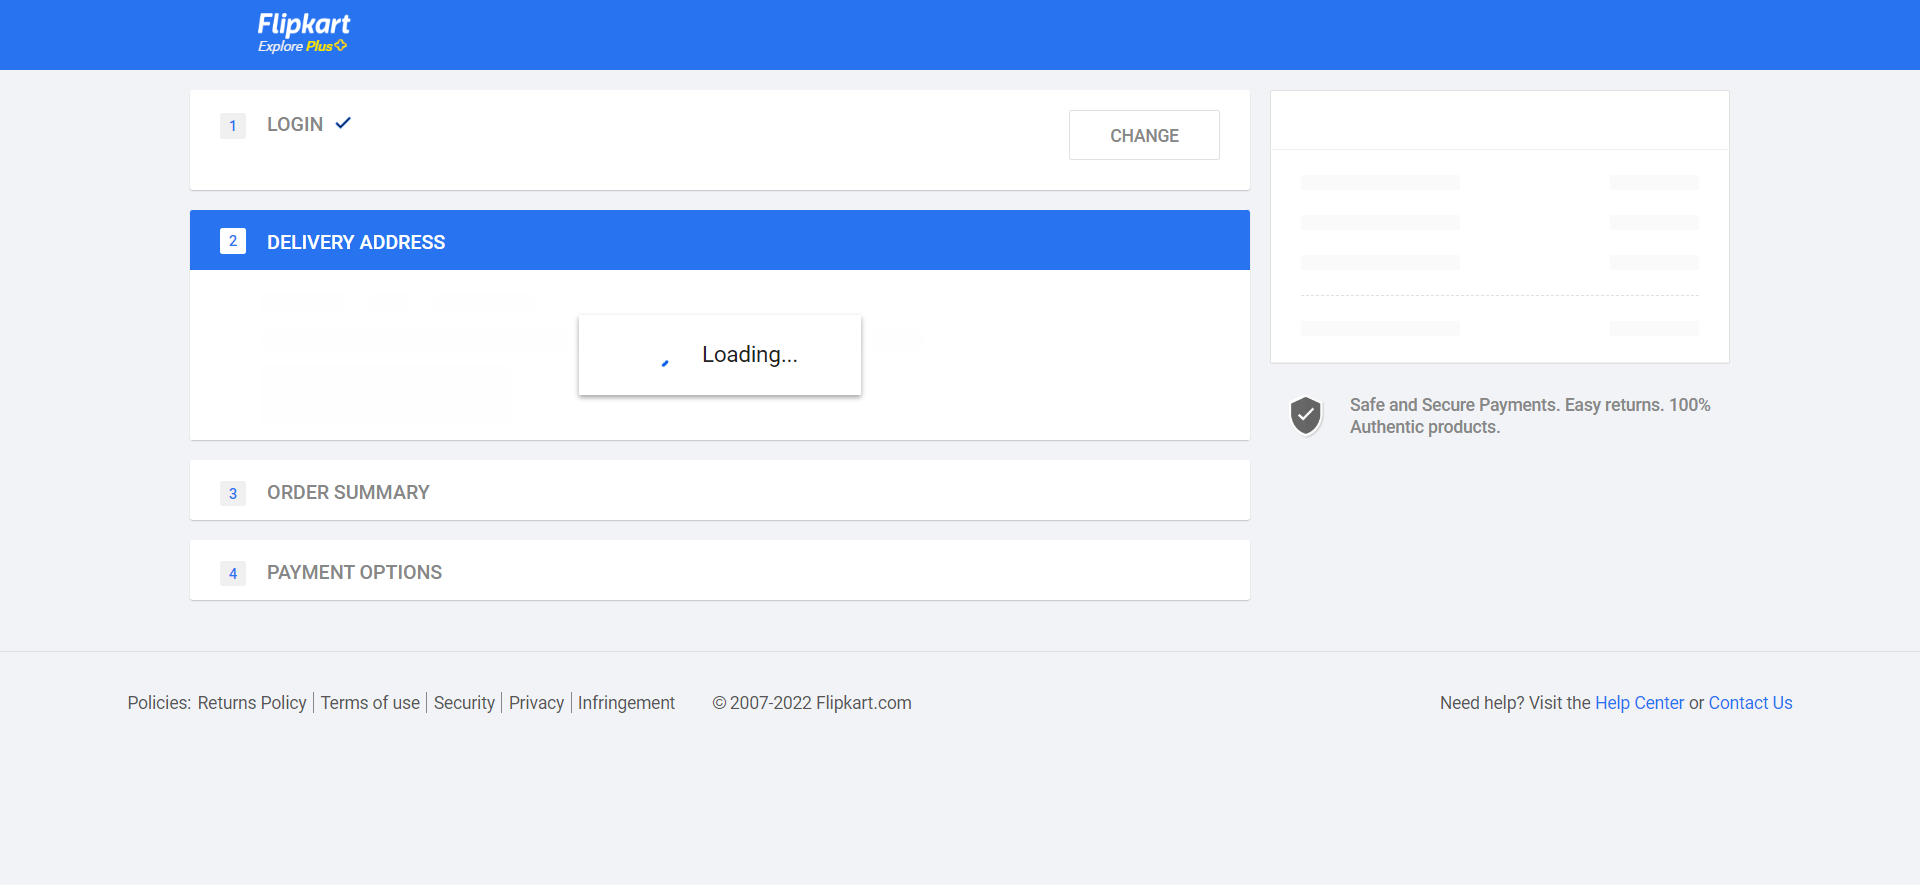 Flipkart
Explore Plus
1 LOGIN
CHANGE
2 DELIVERY ADDRESS
Loading...
3 ORDER SUMMARY
4 PAYMENT OPTIONS
Safe and Secure Payments. Easy returns. 100%
Authentic products.
Policies: Returns Policy | Terms of use | Security | Privacy | Infringement © 2007-2022 Flipkart.com
Need help? Visit the Help Center or Contact Us